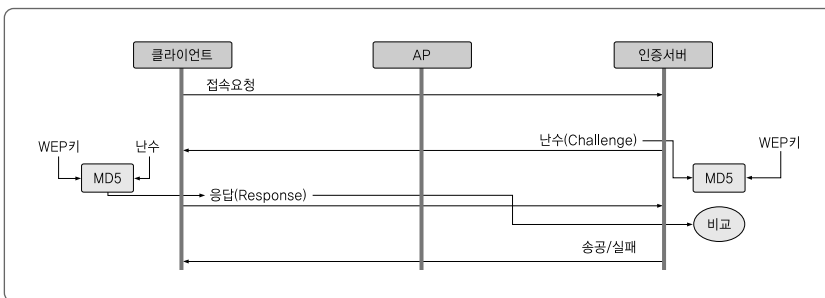 클라이언트
AP
인증서버
접속요청
난수(Challenge)
WEP키
난수
WEP키
MD5
MD5
응답(Response)
비교
송공/실패